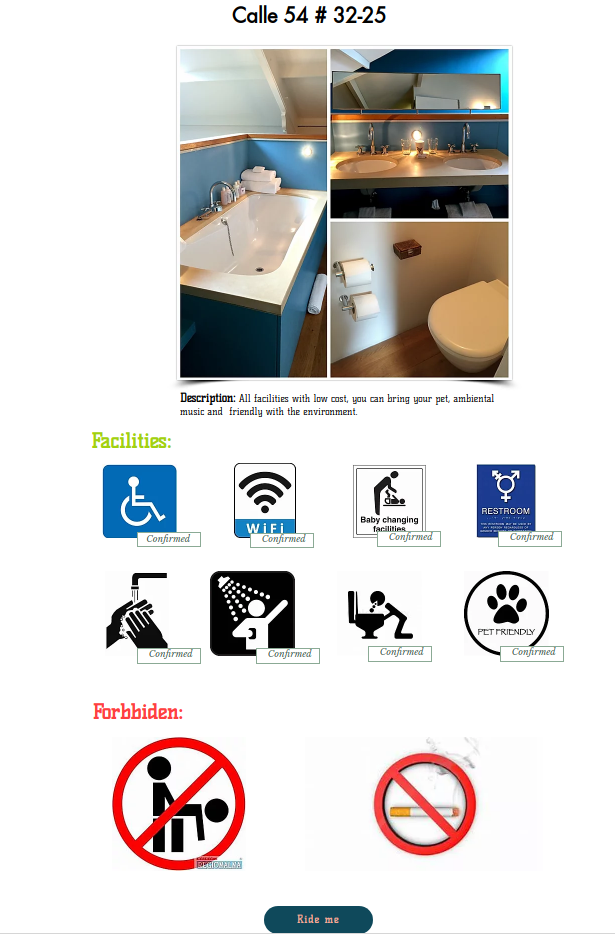 Calle 54 # 32-25
Description: All facilities with low cost, you can bring your pet, ambiental
music and friendly with the environment.
Facilities:
WiFi
Baby changing
facilities
RESTROOM
Confirmed
Confirmed
Confirmed
Confirmed
PET FRIENDLY
Confirmed
Confirmed
Confirmed
Confirmed
Forbbiden:
Ride me